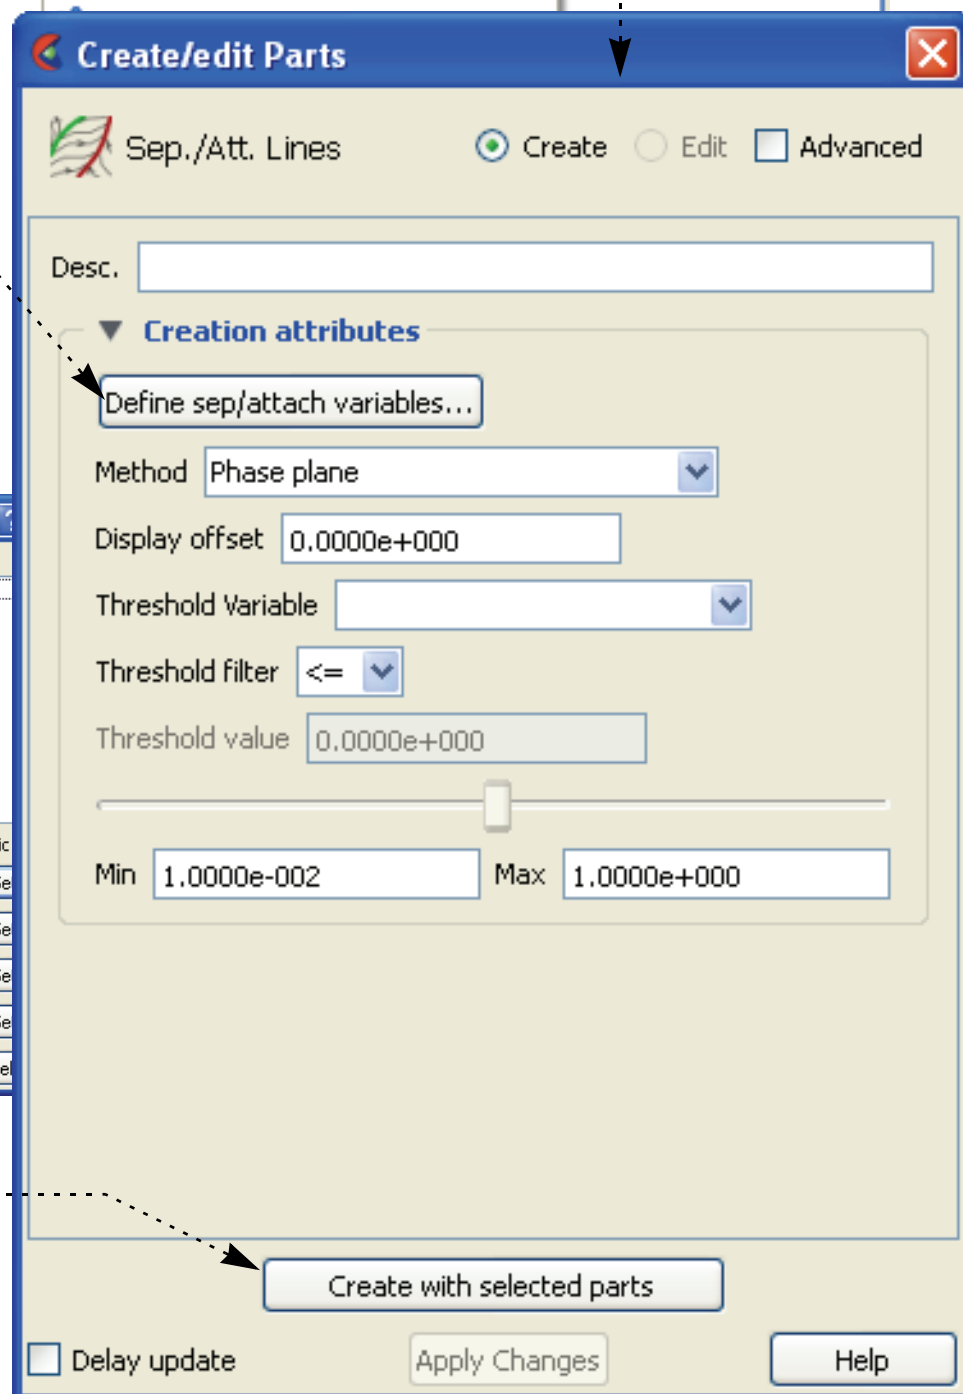 Create/edit Parts
Sep./Att. Lines Create Edit Advanced
Desc.
Creation attributes
Define sep/attach variables...
Method Phase plane
Display offset 0.0000e+000
Threshold Variable
Threshold filter <=
Threshold value 0.0000e+000
Min 1.0000e-002 Max 1.0000e+000
Create with selected parts
Delay update Apply Changes Help